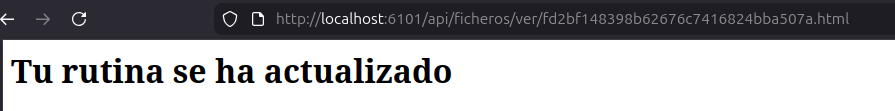 http://localhost:6101/api/ficheros/ver/fd2bf148398b62676c7416824bba507a.html
Tu rutina se ha actualizado